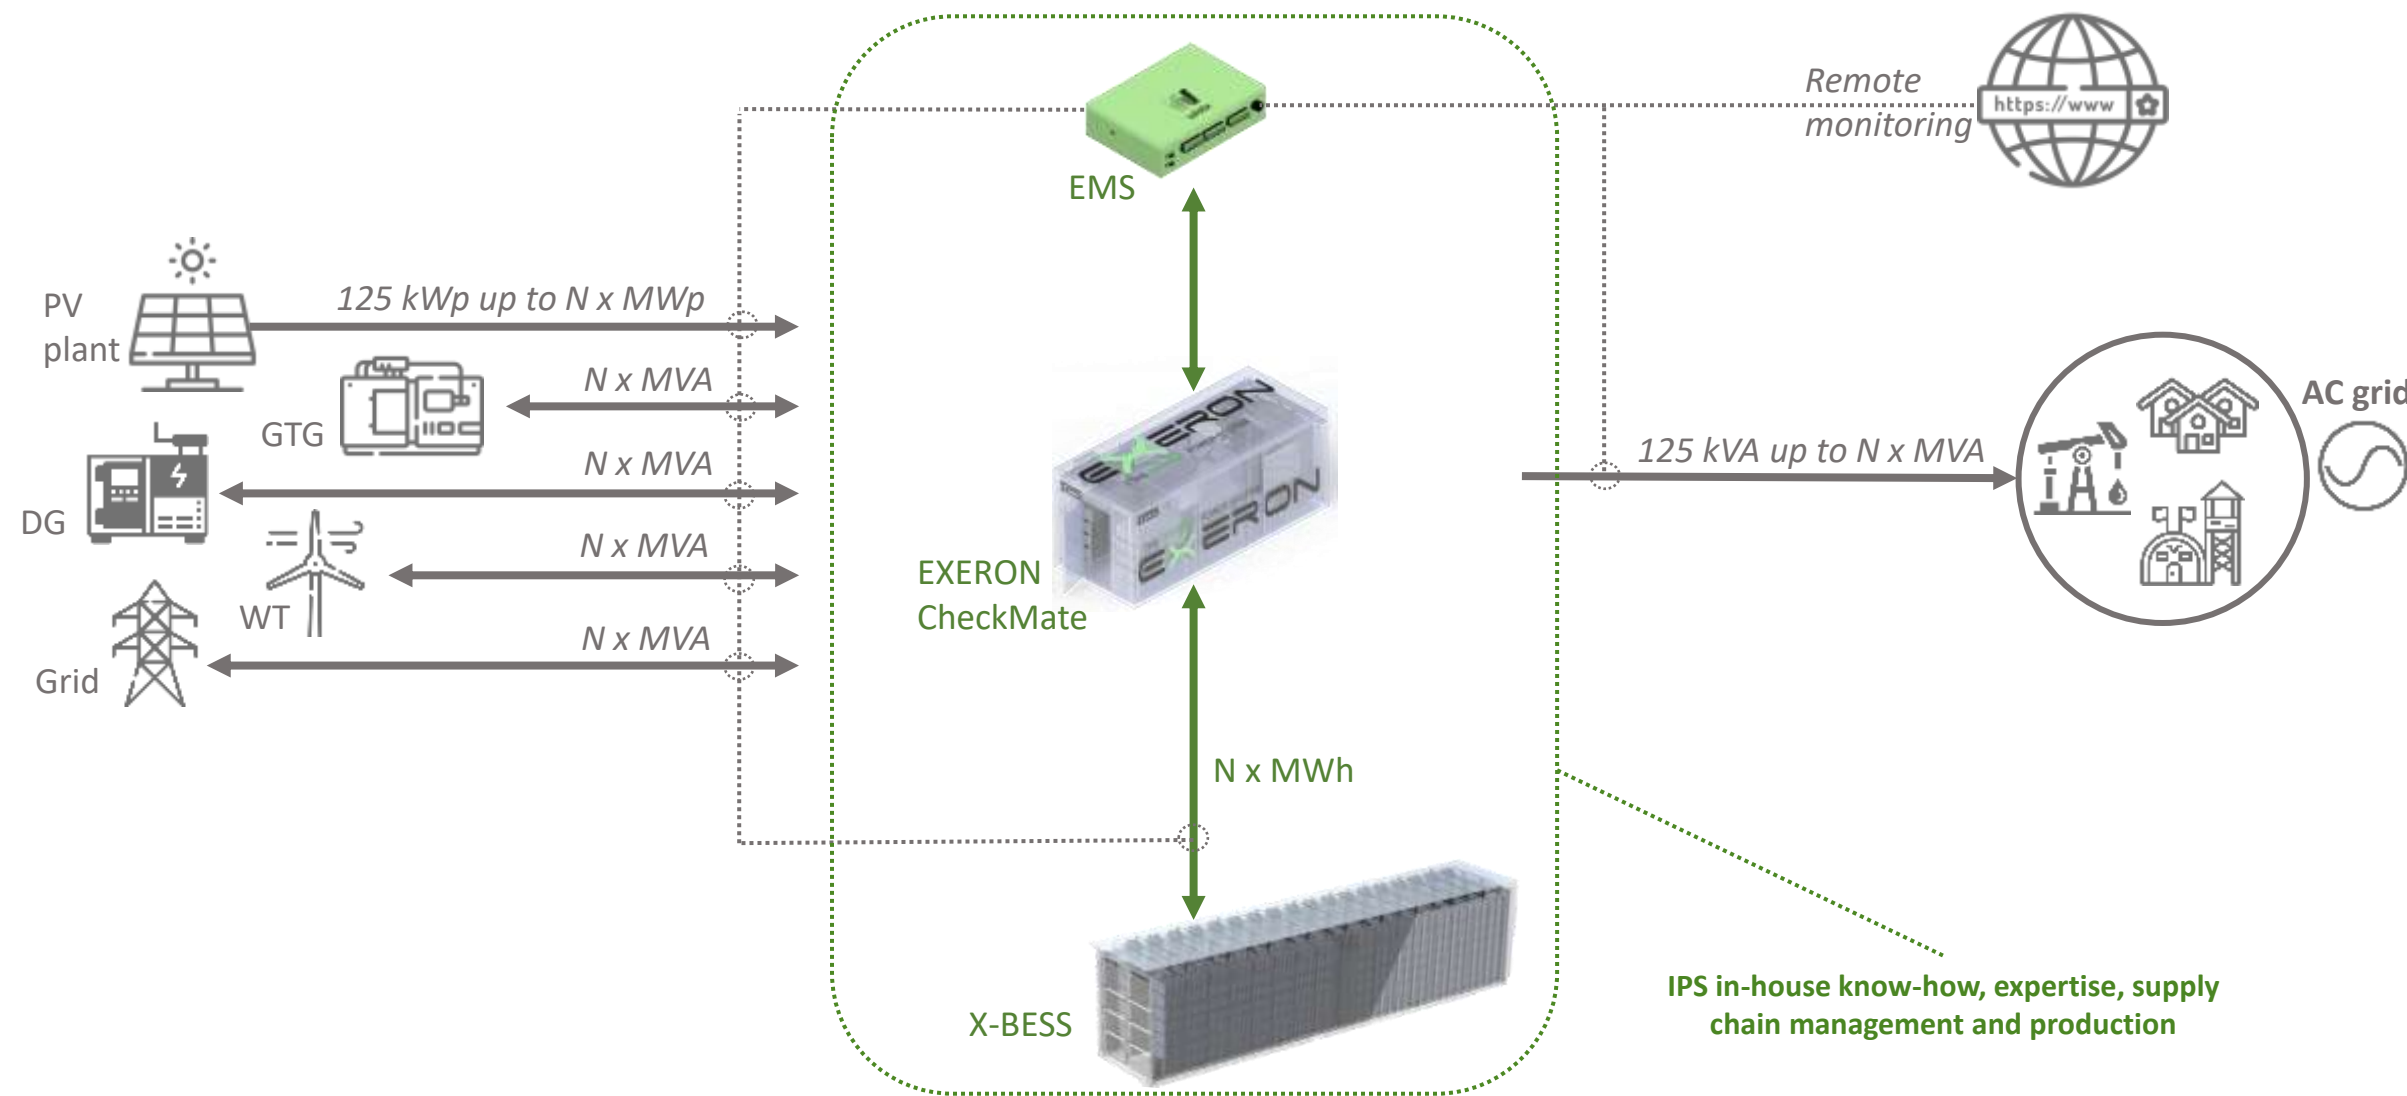 Remote
monitoring
https://www
EMS
PV
plant
125 kWp up to N x MWp
GTG
N x MVA
DG
N x MVA
WT
N x MVA
Grid
N x MVA
EXERON
EXERON
EXERON
CheckMate
125 kVA up to N x MVA
AC grid
N x MWh
X-BESS
IPS in-house know-how, expertise, supply
chain management and production